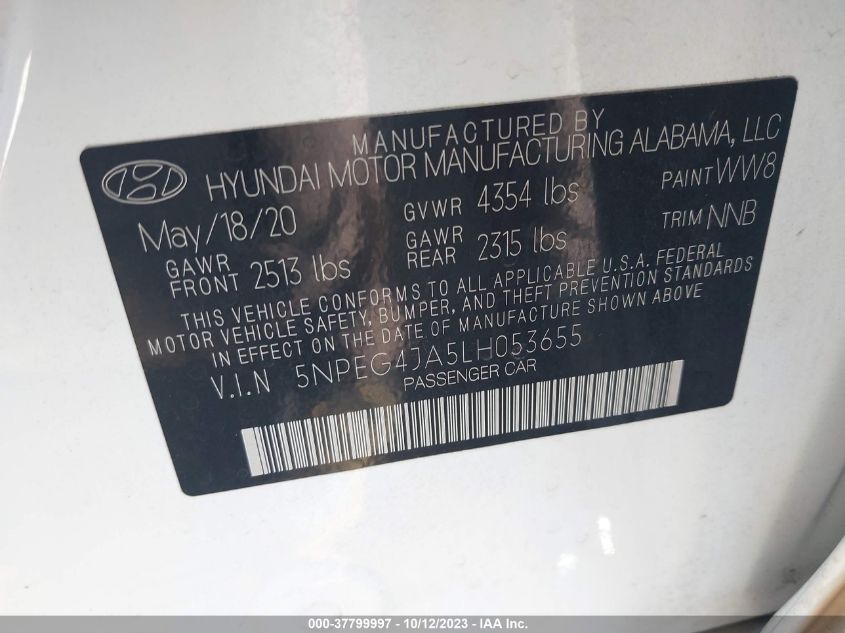 MANUFACTURED BY
HYUNDAI MOTOR MANUFACTURING ALABAMA, LLC
May/18/20 GVWR 4354 lbs PAINT WW8
GAWR FRONT 2513 lbs GAWR REAR 2315 lbs TRIM NNB
THIS VEHICLE CONFORMS TO ALL APPLICABLE U.S.A. FEDERAL
MOTOR VEHICLE SAFETY, BUMPER, AND THEFT PREVENTION STANDARDS
IN EFFECT ON THE DATE OF MANUFACTURE SHOWN ABOVE
V.I.N 5NPEG4JA5LH053655
PASSENGER CAR
000-37799997 - 10/12/2023 - IAA, Inc.